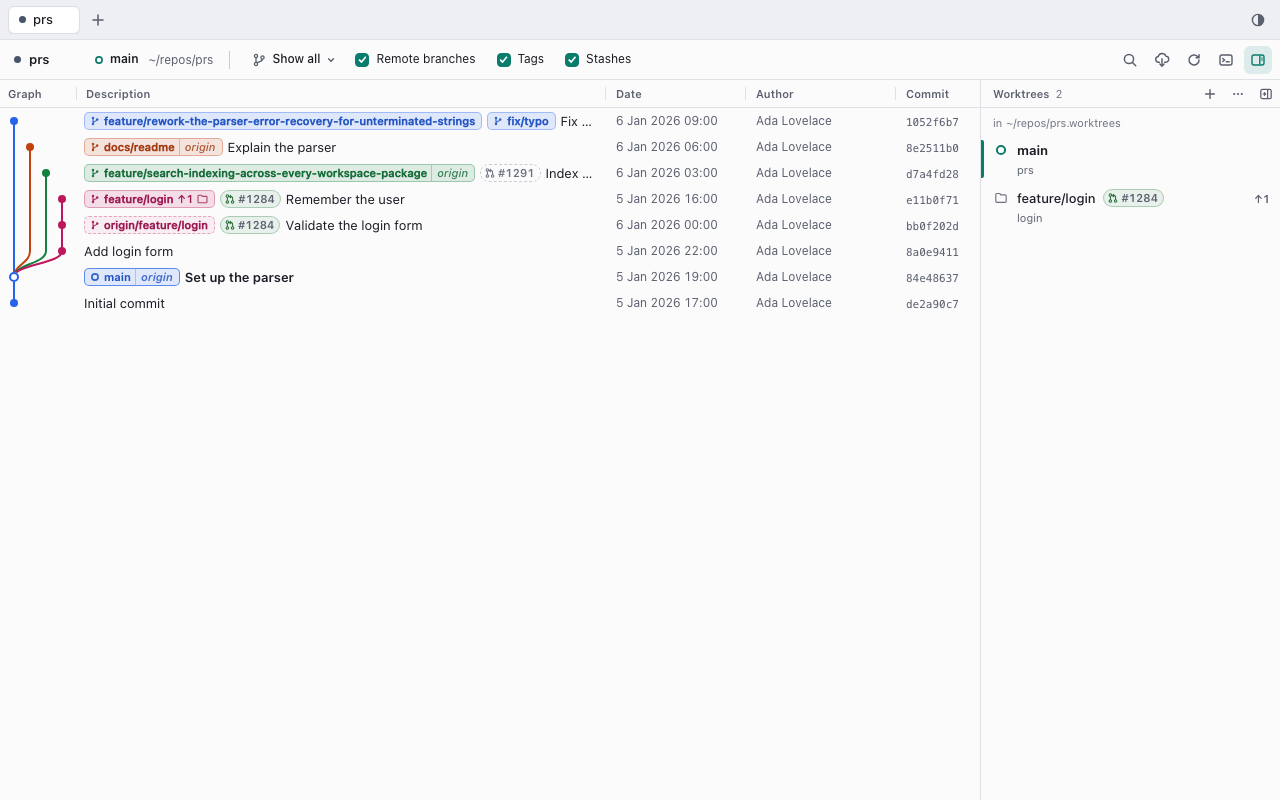 prs
prs main ~/repos/prs Show all Remote branches Tags Stashes
Graph Description Date Author Commit Worktrees 2
feature/rework-the-parser-error-recovery-for-unterminated-strings fix/typo Fix ... 6 Jan 2026 09:00 Ada Lovelace 1052f6b7
in ~/repos/prs.worktrees
docs/readme origin Explain the parser 6 Jan 2026 06:00 Ada Lovelace 8e2511b0
main
prs
feature/search-indexing-across-every-workspace-package origin #1291 Index ... 6 Jan 2026 03:00 Ada Lovelace d7a4fd28
feature/login ↑1 #1284 Remember the user 5 Jan 2026 16:00 Ada Lovelace e11b0f71
feature/login #1284 ↑1
login
origin/feature/login #1284 Validate the login form 6 Jan 2026 00:00 Ada Lovelace bb0f202d
Add login form 5 Jan 2026 22:00 Ada Lovelace 8a0e9411
main origin Set up the parser 5 Jan 2026 19:00 Ada Lovelace 84e48637
Initial commit 5 Jan 2026 17:00 Ada Lovelace de2a90c7